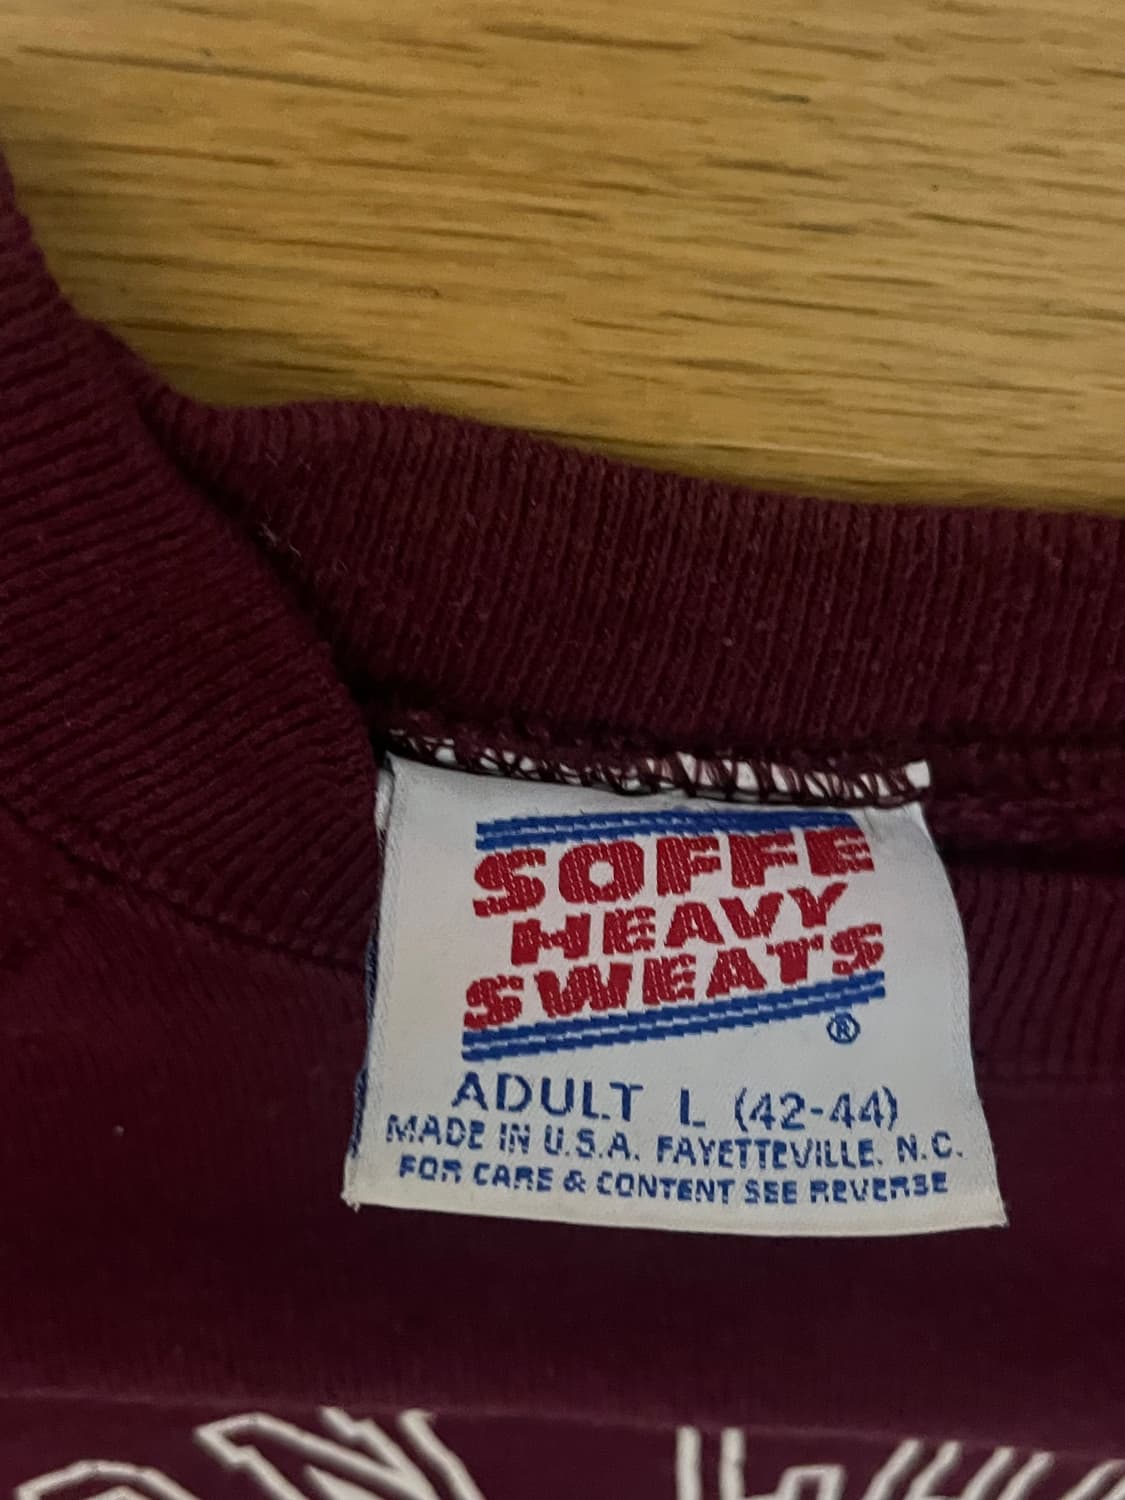 SOFFE
HEAVY
SWEATS
®
ADULT L (42-44)
MADE IN U.S.A. FAYETTEVILLE, N.C.
FOR CARE & CONTENT SEE REVERSE